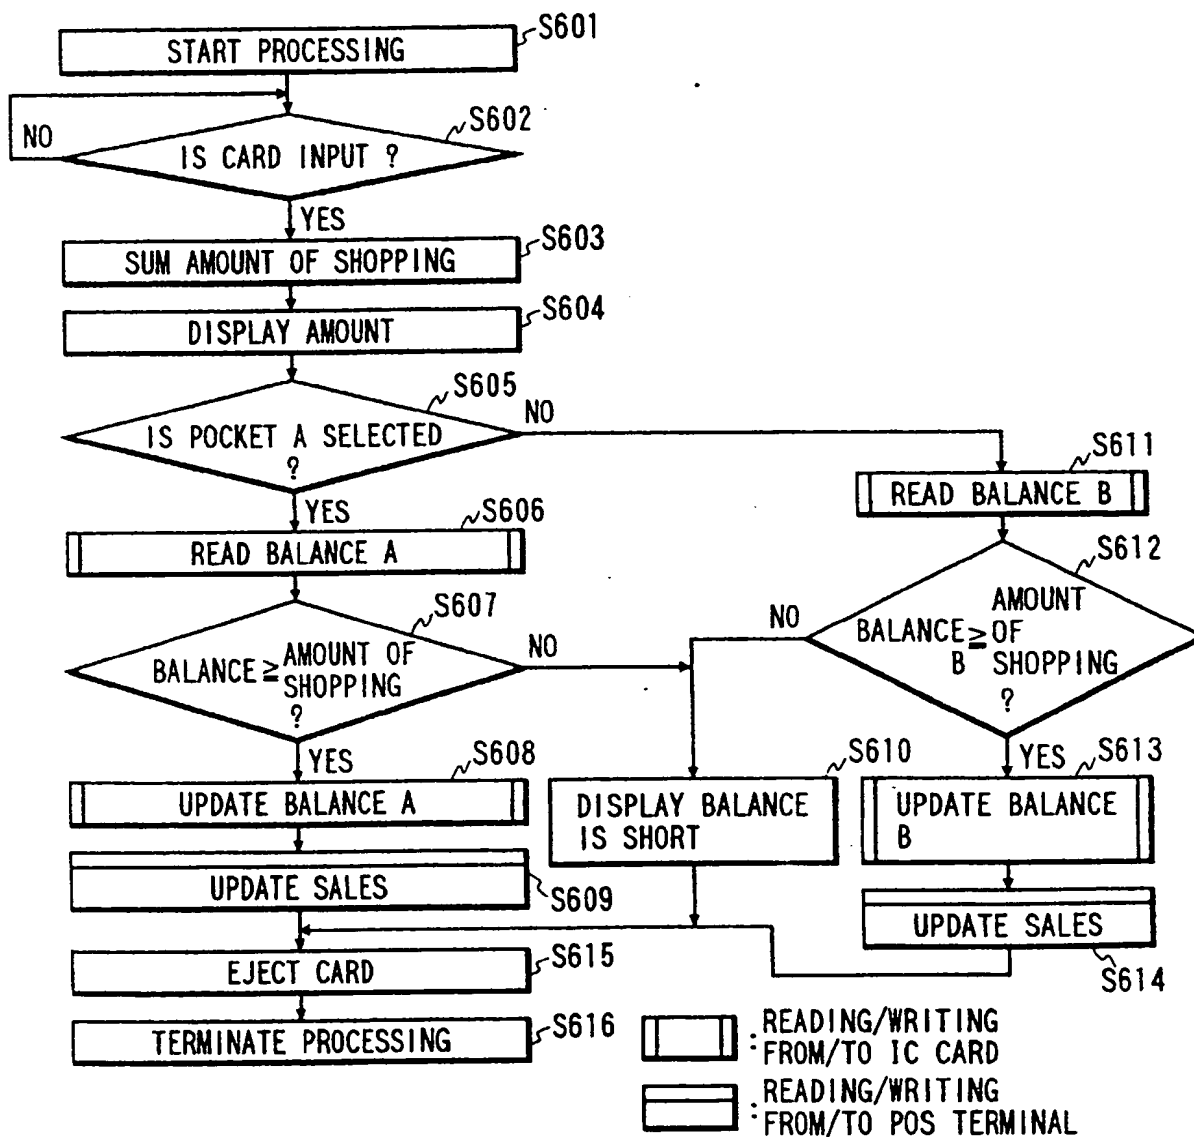 START PROCESSING
S601
NO
S602
IS CARD INPUT ?
YES
S603
SUM AMOUNT OF SHOPPING
S604
DISPLAY AMOUNT
S605
NO
IS POCKET A SELECTED
?
YES
S606
READ BALANCE A
S607
NO
BALANCE ≧ AMOUNT OF
SHOPPING
?
YES
S608
UPDATE BALANCE A
UPDATE SALES
S609
S611
READ BALANCE B
S612
NO
AMOUNT
BALANCE ≧ OF
B SHOPPING
?
YES
S610
DISPLAY BALANCE
IS SHORT
S613
UPDATE BALANCE
B
UPDATE SALES
S614
EJECT CARD
S615
TERMINATE PROCESSING
S616
: READING/WRITING
FROM/TO IC CARD
: READING/WRITING
FROM/TO POS TERMINAL